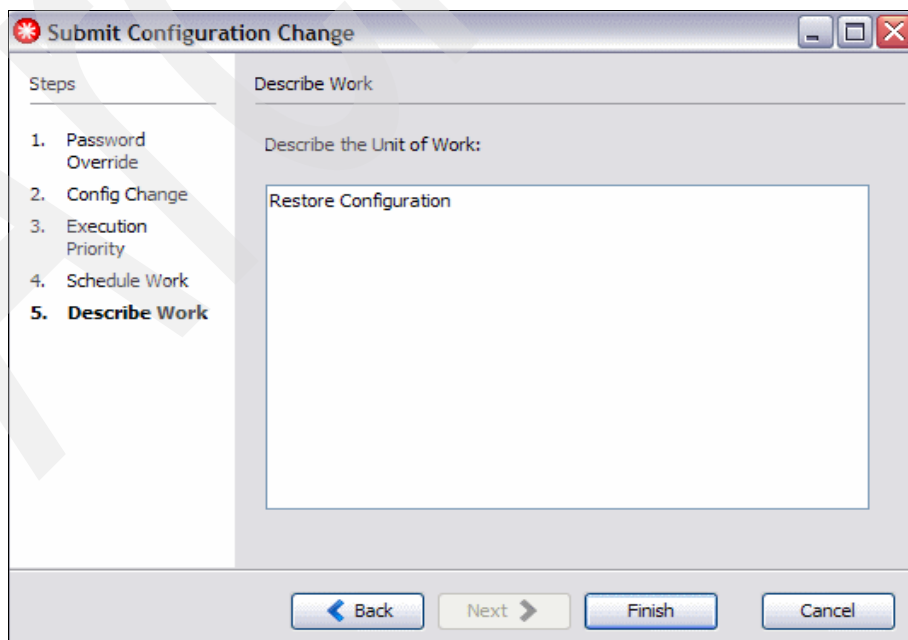 Submit Configuration Change
Steps
1. Password
Override
2. Config Change
3. Execution
Priority
4. Schedule Work
5. Describe Work
Describe Work
Describe the Unit of Work:
Restore Configuration
Back
Next
Finish
Cancel